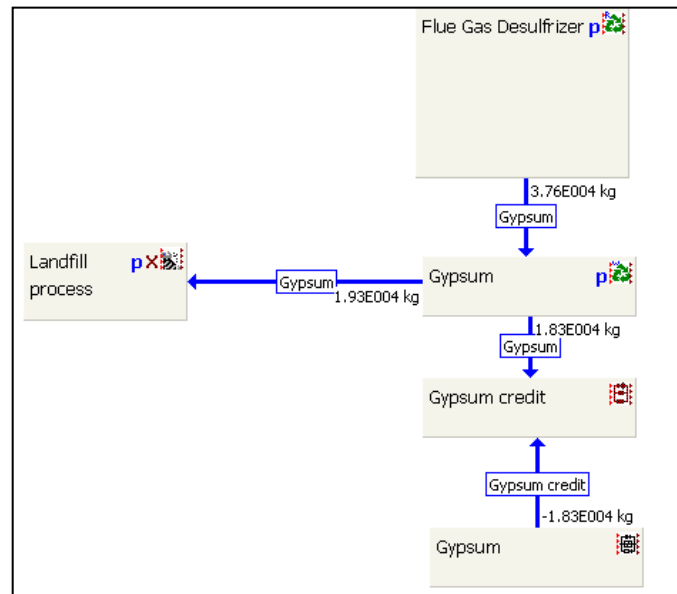 Flue Gas Desulfrizer p
3.76E004 kg
Gypsum
Landfill
process
pX
Gypsum
1.93E004 kg
Gypsum
p
1.83E004 kg
Gypsum
Gypsum credit
Gypsum credit
-1.83E004 kg
Gypsum